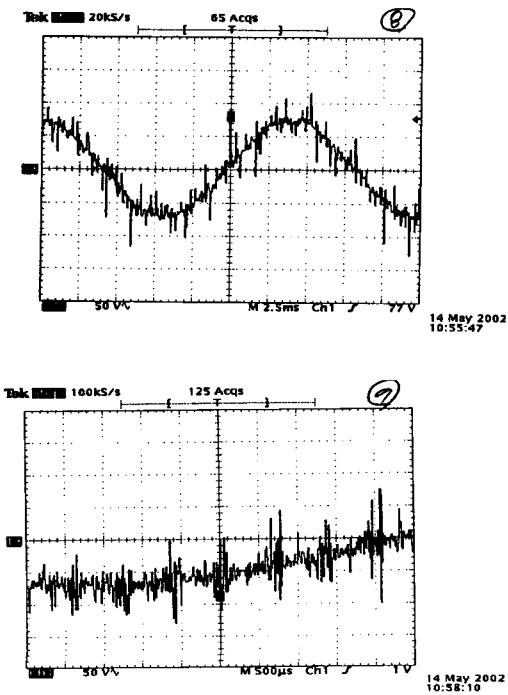 Tek 20kS/s 65 Acqs 8
50 V M 2.5ms Ch1 77 V
14 May 2002
10:55:47
Tek 100kS/s 125 Acqs 9
50 V M 500µs Ch1 1 V
14 May 2002
10:58:10